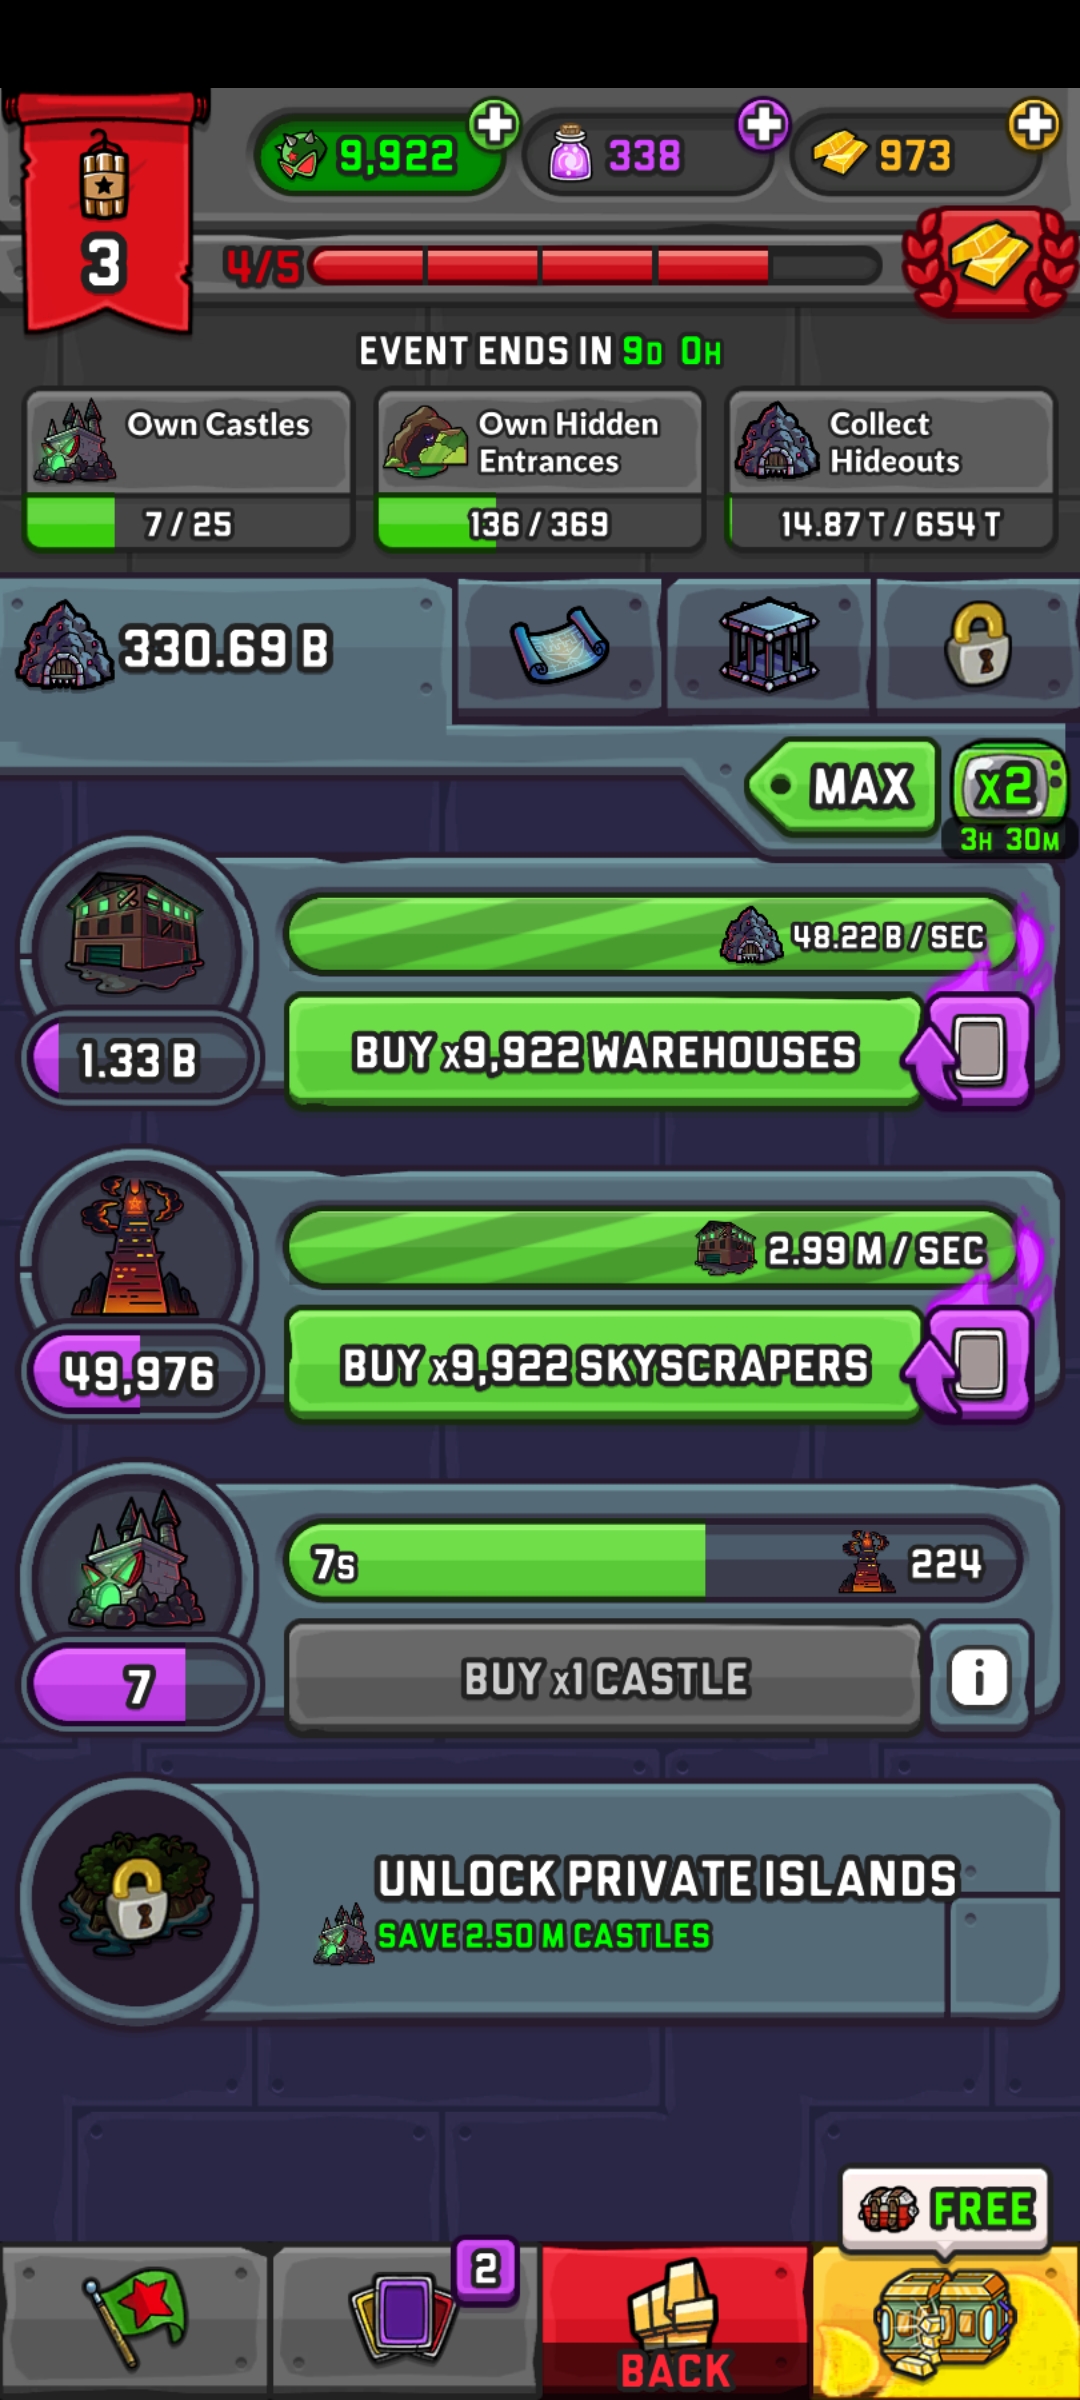 9,922
338
973
3
4/5
EVENT ENDS IN 9D 0H
Own Castles
7 / 25
Own Hidden
Entrances
136 / 369
Collect
Hideouts
14.87 T / 654 T
330.69 B
MAX
x2
3H 30M
48.22 B / SEC
1.33 B
BUY x9,922 WAREHOUSES
2.99 M / SEC
49,976
BUY x9,922 SKYSCRAPERS
7s
224
7
BUY x1 CASTLE
i
UNLOCK PRIVATE ISLANDS
SAVE 2.50 M CASTLES
FREE
2
BACK